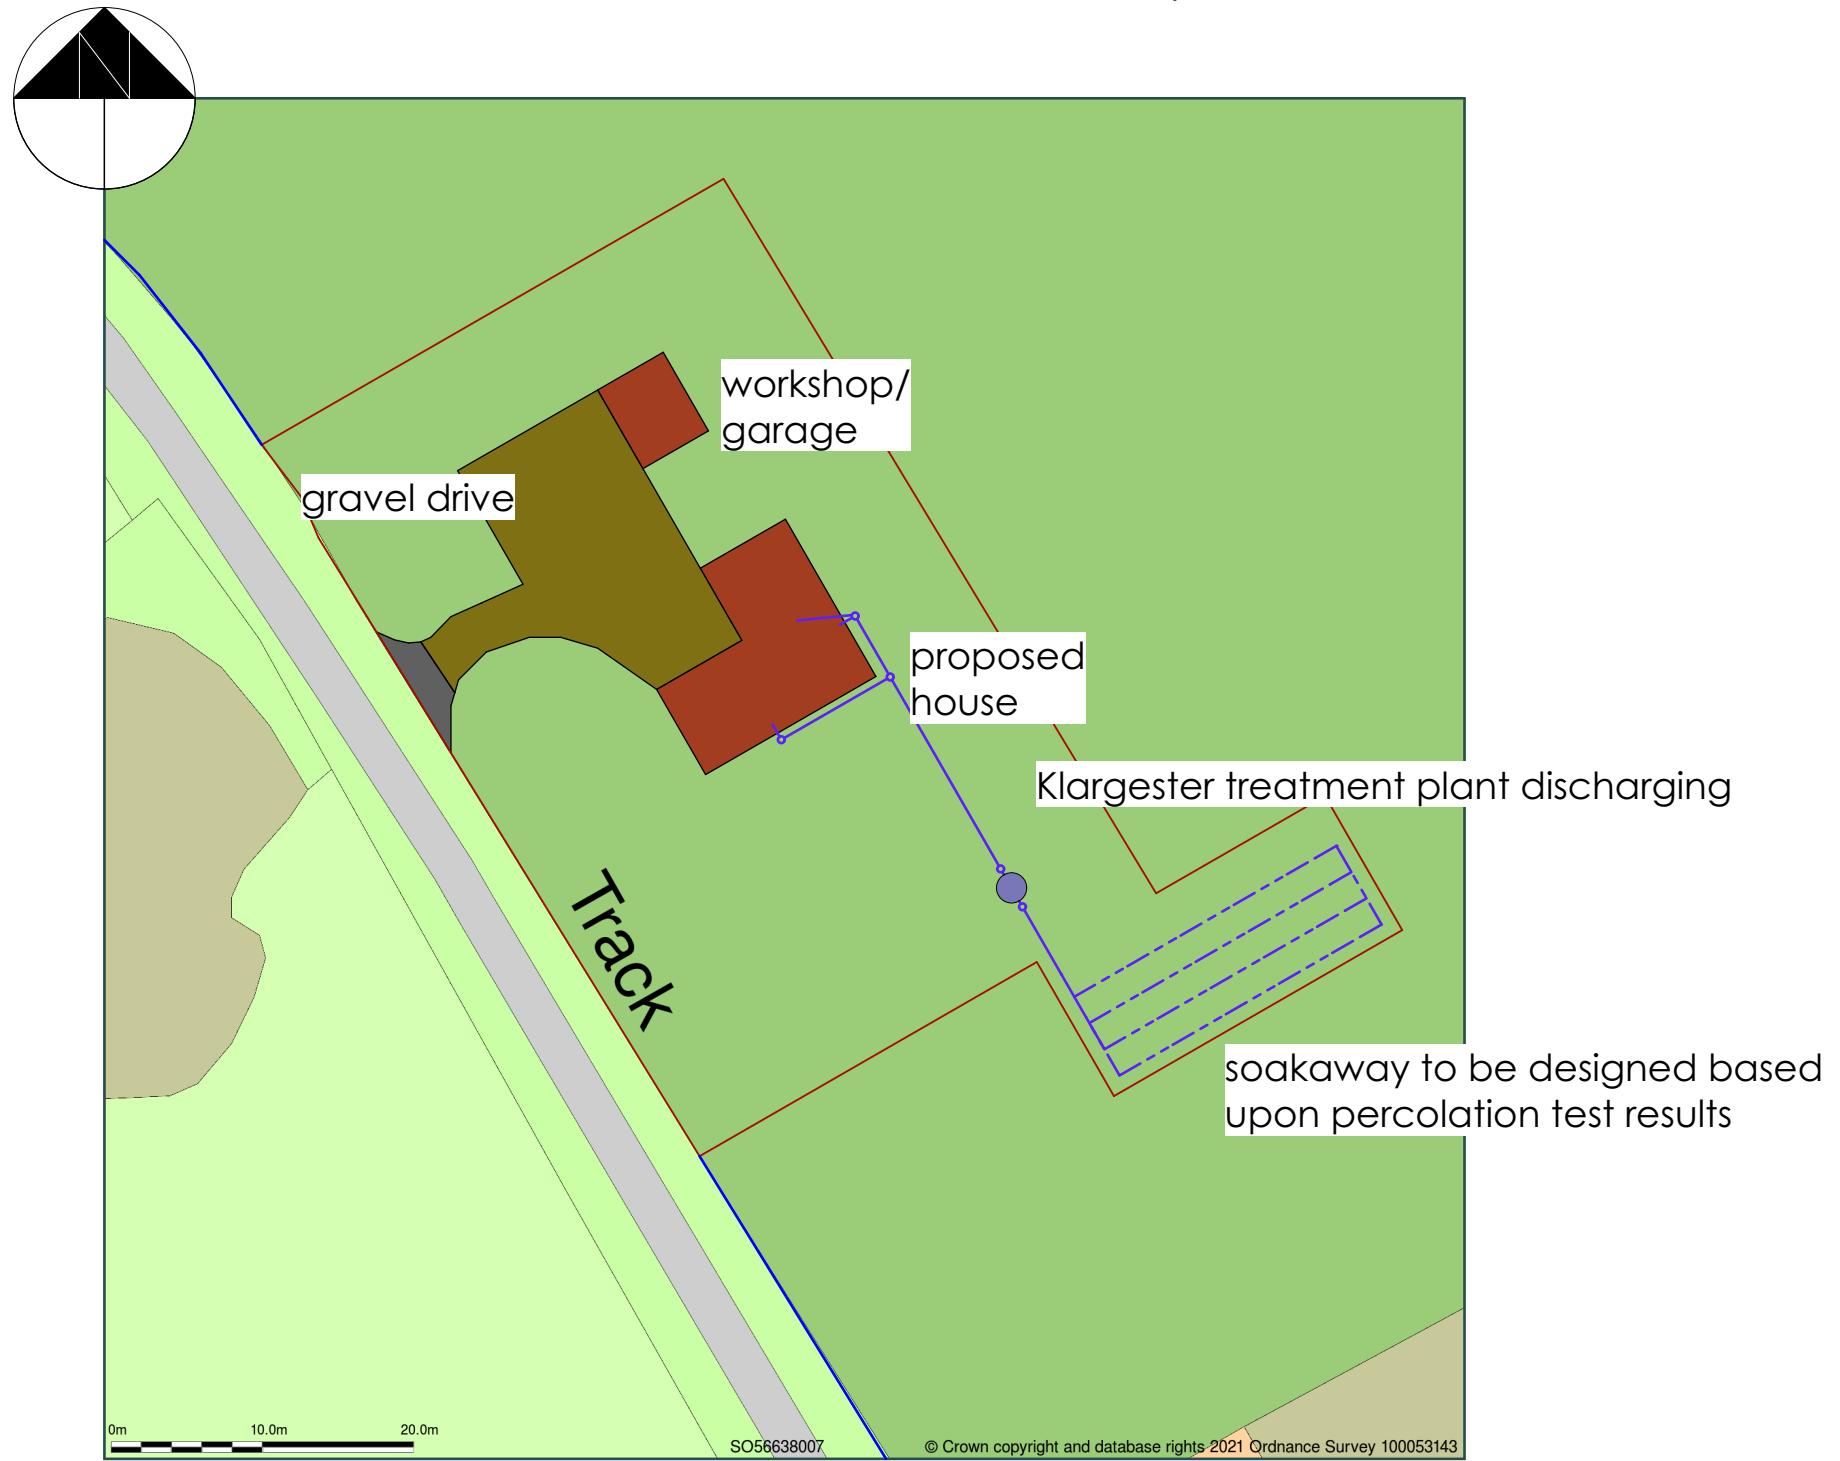 N
workshop/
garage
gravel drive
proposed
house
Klargester treatment plant discharging
Track
soakaway to be designed based
upon percolation test results
0m 10.0m 20.0m
SO56638007
© Crown copyright and database rights 2021 Ordnance Survey 100053143